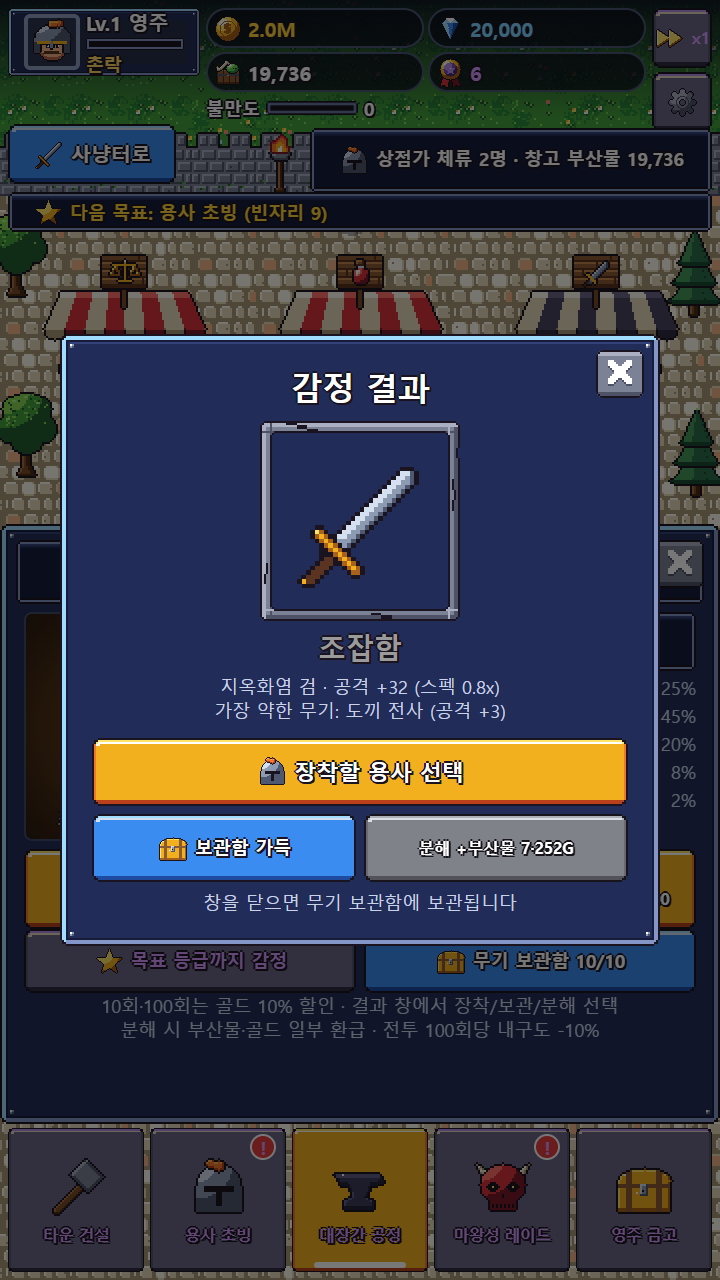 Lv.1 영주
촌락
2.0M
20,000
x1
19,736
6
불만도
0
사냥터로
상점가 체류 2명 · 창고 부산물 19,736
다음 목표: 용사 초빙 (빈자리 9)
감정 결과
조잡함
지옥화염 검 · 공격 +32 (스펙 0.8x)
가장 약한 무기: 도끼 전사 (공격 +3)
25%
45%
20%
8%
2%
장착할 용사 선택
보관함 가득
분해 +부산물 7·252G
창을 닫으면 무기 보관함에 보관됩니다
0
목표 등급까지 감정
무기 보관함 10/10
10회·100회는 골드 10% 할인 · 결과 창에서 장착/보관/분해 선택
분해 시 부산물·골드 일부 환급 · 전투 100회당 내구도 -10%
타운 건설
용사 초빙
대장간 공정
마왕성 레이드
영주 금고